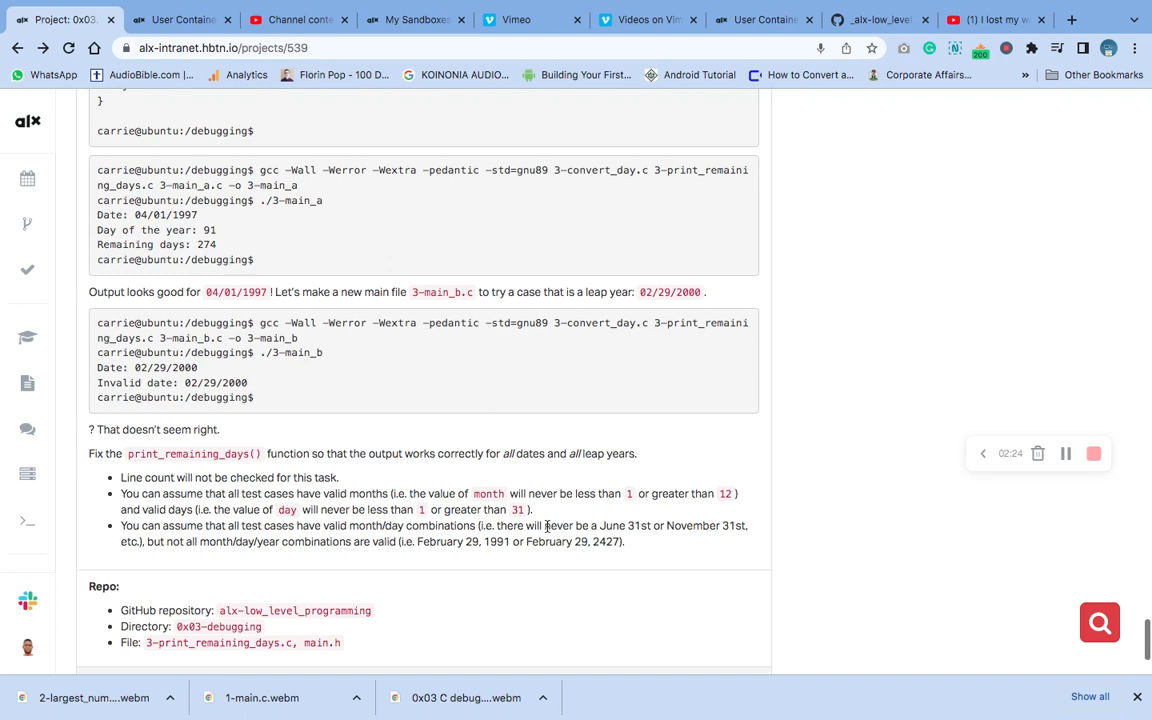 Project: 0x03.
User Containe
Channel conte
My Sandboxes
Vimeo
Videos on Vim
User Containe
_alx-low_level
(1) I lost my w
alx-intranet.hbtn.io/projects/539
200
WhatsApp
AudioBible.com |...
Analytics
Florin Pop - 100 D...
KOINONIA AUDIO...
Building Your First...
Android Tutorial
How to Convert a...
Corporate Affairs...
»
Other Bookmarks
alx
}
carrie@ubuntu:/debugging$
carrie@ubuntu:/debugging$ gcc -Wall -Werror -Wextra -pedantic -std=gnu89 3-convert_day.c 3-print_remaini
ng_days.c 3-main_a.c -o 3-main_a
carrie@ubuntu:/debugging$ ./3-main_a
Date: 04/01/1997
Day of the year: 91
Remaining days: 274
carrie@ubuntu:/debugging$
Output looks good for 04/01/1997! Let's make a new main file 3-main_b.c to try a case that is a leap year: 02/29/2000.
carrie@ubuntu:/debugging$ gcc -Wall -Werror -Wextra -pedantic -std=gnu89 3-convert_day.c 3-print_remaini
ng_days.c 3-main_b.c -o 3-main_b
carrie@ubuntu:/debugging$ ./3-main_b
Date: 02/29/2000
Invalid date: 02/29/2000
carrie@ubuntu:/debugging$
? That doesn't seem right.
Fix the print_remaining_days() function so that the output works correctly for all dates and all leap years.
• Line count will not be checked for this task.
• You can assume that all test cases have valid months (i.e. the value of month will never be less than 1 or greater than 12 )
and valid days (i.e. the value of day will never be less than 1 or greater than 31 ).
• You can assume that all test cases have valid month/day combinations (i.e. there will never be a June 31st or November 31st,
etc.), but not all month/day/year combinations are valid (i.e. February 29, 1991 or February 29, 2427).
02:24
Repo:
• GitHub repository: alx-low_level_programming
• Directory: 0x03-debugging
• File: 3-print_remaining_days.c, main.h
2-largest_num....webm
1-main.c.webm
0x03 C debug....webm
Show all